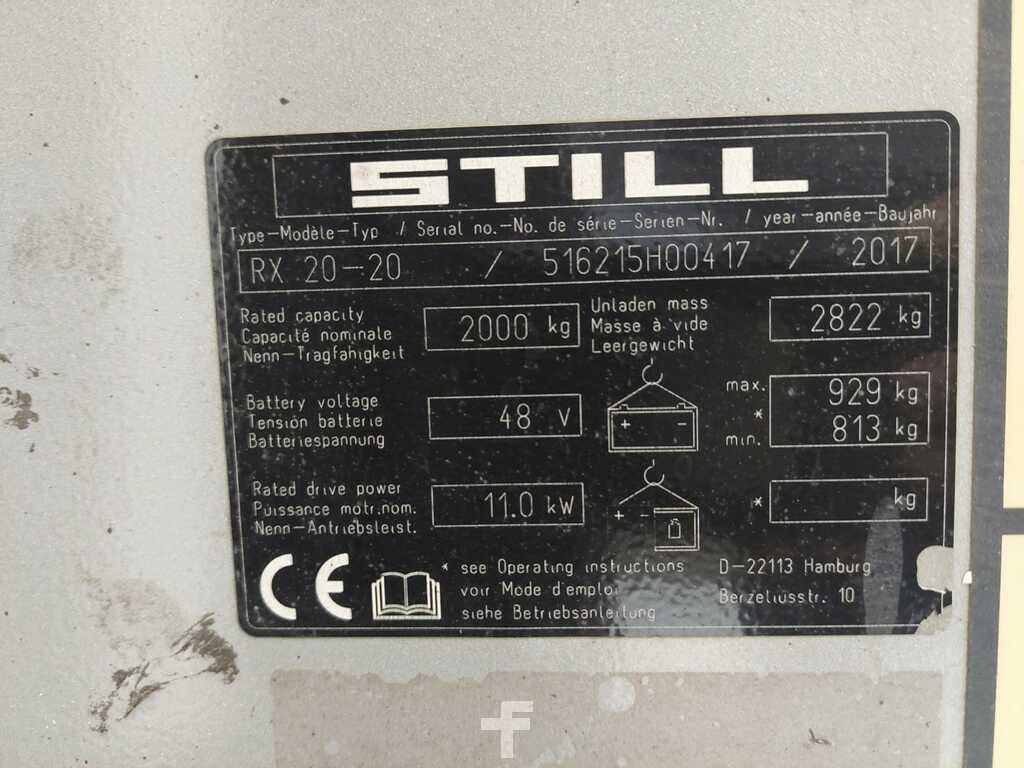 STILL
Type-Modèle-Typ / Serial no.-No. de série-Serien-Nr. / year-année-Baujahr
RX 20-20 / 516215H00417 / 2017
Rated capacity
Capacité nominale
Nenn-Tragfähigkeit
2000 kg
Unladen mass
Masse à vide
Leergewicht
2822 kg
Battery voltage
Tension batterie
Batteriespannung
48 V
+ -
max.
*
min.
929 kg
813 kg
Rated drive power
Puissance motr.nom.
Nenn-Antriebsleist.
11.0 kW
+ -
* kg
CE
* see Operating instructions
voir Mode d'emploi
siehe Betriebsanleitung
D-22113 Hamburg
Berzeliusstr. 10